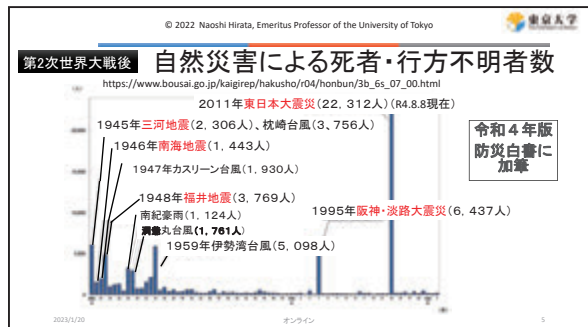 © 2022 Naoshi Hirata, Emeritus Professor of the University of Tokyo
東京大学
第2次世界大戦後
自然災害による死者・行方不明者数
https://www.bousai.go.jp/kaigirep/hakusho/r04/honbun/3b_6s_07_00.html
2011年東日本大震災(22, 312人) (R4.8.8現在)
1945年三河地震(2, 306人)、枕崎台風(3、756人)
1946年南海地震(1, 443人)
令和4年版
防災白書に
加筆
1947年カスリーン台風(1, 930人)
1948年福井地震(3, 769人)
南紀豪雨(1, 124人)
1995年阪神・淡路大震災(6, 437人)
丸台風(1, 761人)
1959年伊勢湾台風(5, 098人)
2023/1/20
オンライン
5